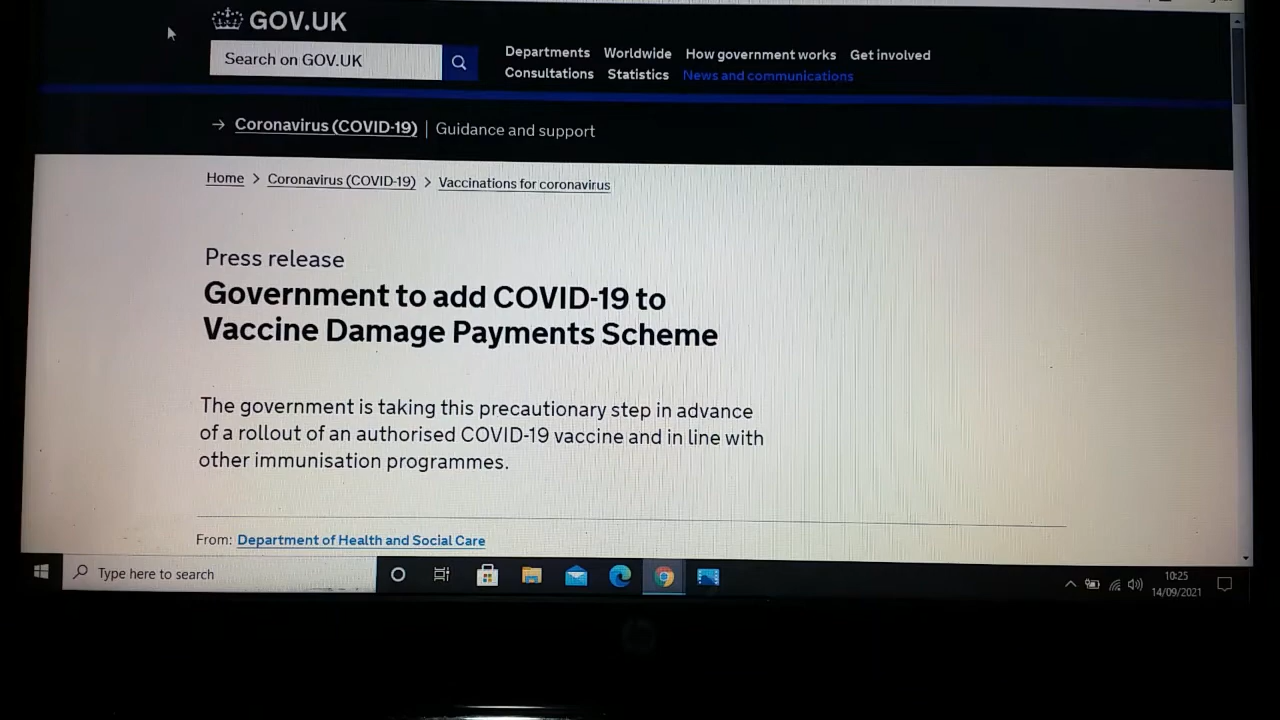 GOV.UK
Search on GOV.UK
Departments Worldwide How government works Get involved
Consultations Statistics News and communications
→ Coronavirus (COVID-19) | Guidance and support
Home > Coronavirus (COVID-19) > Vaccinations for coronavirus
Press release
Government to add COVID-19 to
Vaccine Damage Payments Scheme
The government is taking this precautionary step in advance
of a rollout of an authorised COVID-19 vaccine and in line with
other immunisation programmes.
From: Department of Health and Social Care
Type here to search
10:25
14/09/2021